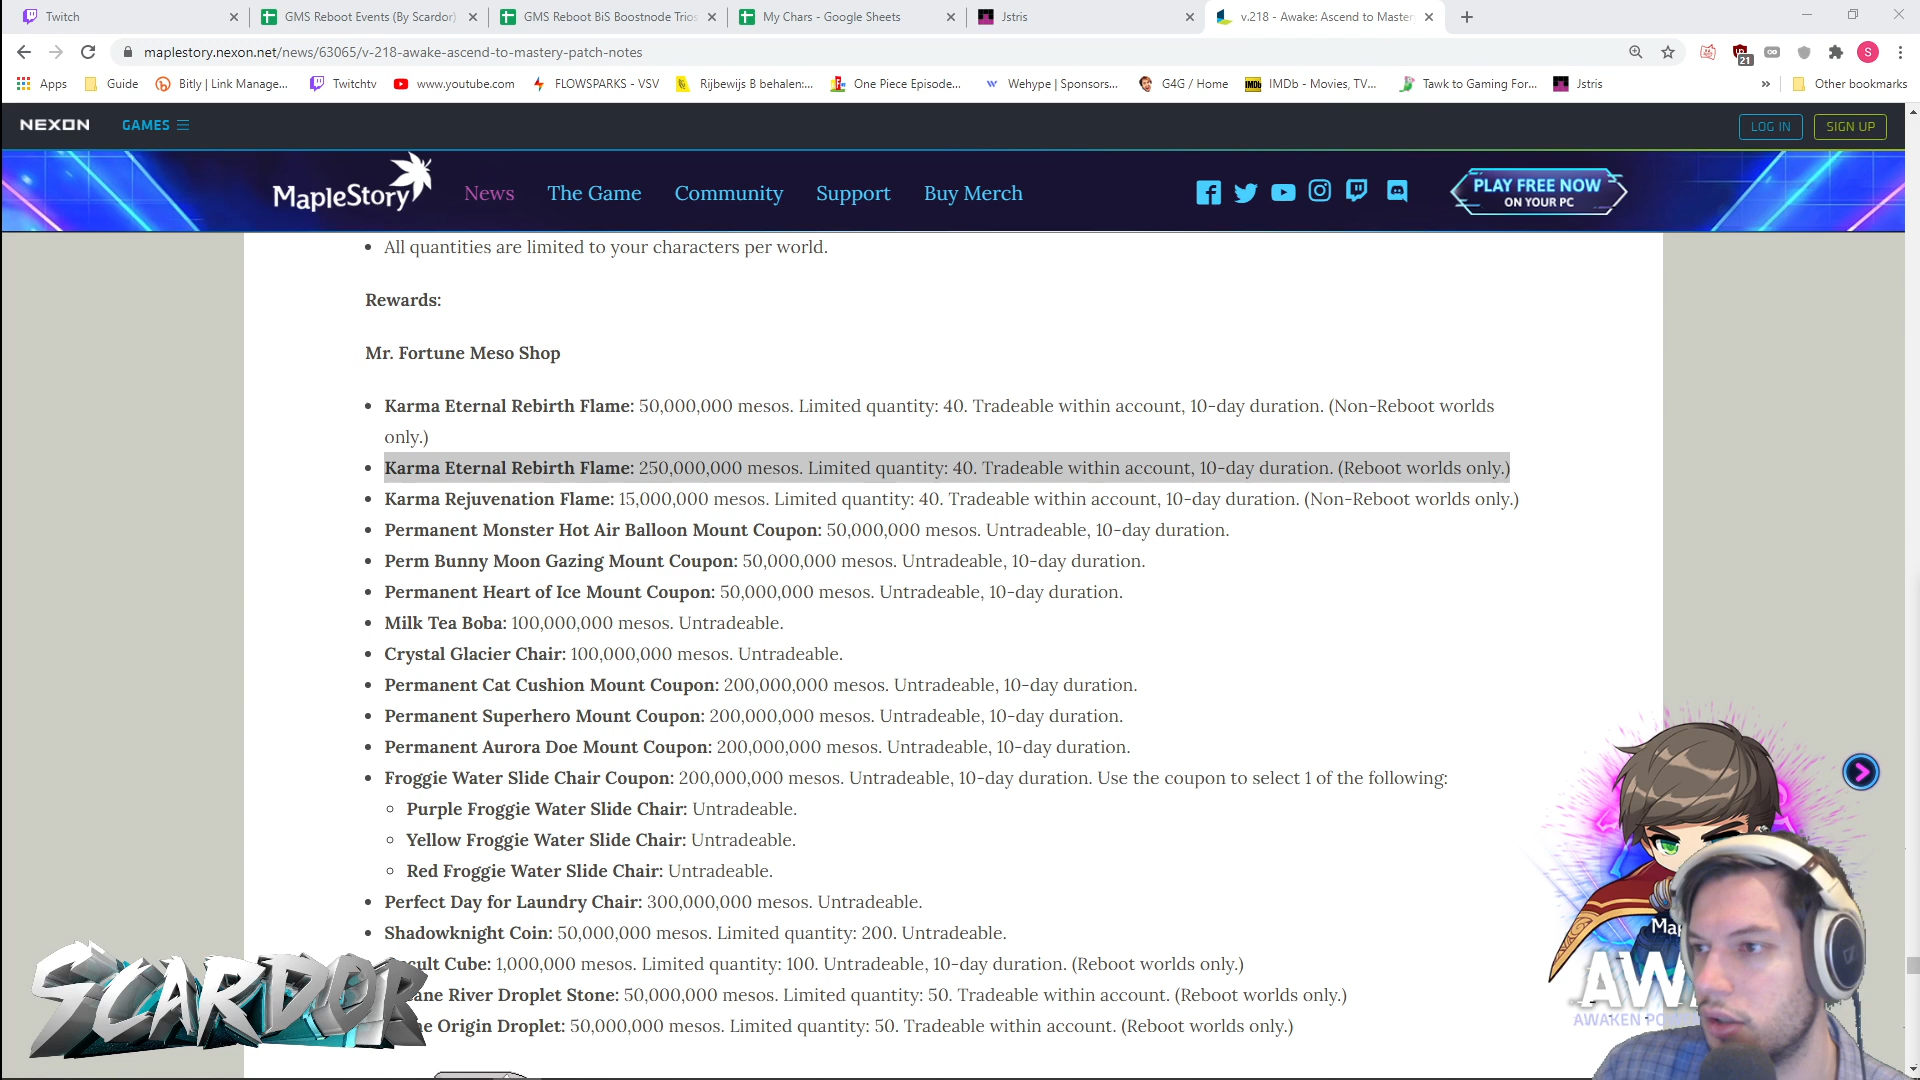 Twitch
GMS Reboot Events (By Scardor)
GMS Reboot BiS Boostnode Trios
My Chars - Google Sheets
Jstris
v.218 - Awake: Ascend to Master
maplestory.nexon.net/news/63065/v-218-awake-ascend-to-mastery-patch-notes
21
S
Apps
Guide
Bitly | Link Manage...
Twitchtv
www.youtube.com
FLOWSPARKS - VSV
Rijbewijs B behalen:...
One Piece Episode...
Wehype | Sponsors...
G4G / Home
IMDb - Movies, TV...
Tawk to Gaming For...
Jstris
»
Other bookmarks
NEXON
GAMES
LOG IN
SIGN UP
MapleStory
News
The Game
Community
Support
Buy Merch
PLAY FREE NOW
ON YOUR PC
• All quantities are limited to your characters per world.
Rewards:
Mr. Fortune Meso Shop
• Karma Eternal Rebirth Flame: 50,000,000 mesos. Limited quantity: 40. Tradeable within account, 10-day duration. (Non-Reboot worlds
only.)
• Karma Eternal Rebirth Flame: 250,000,000 mesos. Limited quantity: 40. Tradeable within account, 10-day duration. (Reboot worlds only.)
• Karma Rejuvenation Flame: 15,000,000 mesos. Limited quantity: 40. Tradeable within account, 10-day duration. (Non-Reboot worlds only.)
• Permanent Monster Hot Air Balloon Mount Coupon: 50,000,000 mesos. Untradeable, 10-day duration.
• Perm Bunny Moon Gazing Mount Coupon: 50,000,000 mesos. Untradeable, 10-day duration.
• Permanent Heart of Ice Mount Coupon: 50,000,000 mesos. Untradeable, 10-day duration.
• Milk Tea Boba: 100,000,000 mesos. Untradeable.
• Crystal Glacier Chair: 100,000,000 mesos. Untradeable.
• Permanent Cat Cushion Mount Coupon: 200,000,000 mesos. Untradeable, 10-day duration.
• Permanent Superhero Mount Coupon: 200,000,000 mesos. Untradeable, 10-day duration.
• Permanent Aurora Doe Mount Coupon: 200,000,000 mesos. Untradeable, 10-day duration.
• Froggie Water Slide Chair Coupon: 200,000,000 mesos. Untradeable, 10-day duration. Use the coupon to select 1 of the following:
○ Purple Froggie Water Slide Chair: Untradeable.
○ Yellow Froggie Water Slide Chair: Untradeable.
○ Red Froggie Water Slide Chair: Untradeable.
• Perfect Day for Laundry Chair: 300,000,000 mesos. Untradeable.
• Shadowknight Coin: 50,000,000 mesos. Limited quantity: 200. Untradeable.
cult Cube: 1,000,000 mesos. Limited quantity: 100. Untradeable, 10-day duration. (Reboot worlds only.)
ane River Droplet Stone: 50,000,000 mesos. Limited quantity: 50. Tradeable within account. (Reboot worlds only.)
e Origin Droplet: 50,000,000 mesos. Limited quantity: 50. Tradeable within account. (Reboot worlds only.)
SCARDOR
Ma
AW
AWAKEN PO